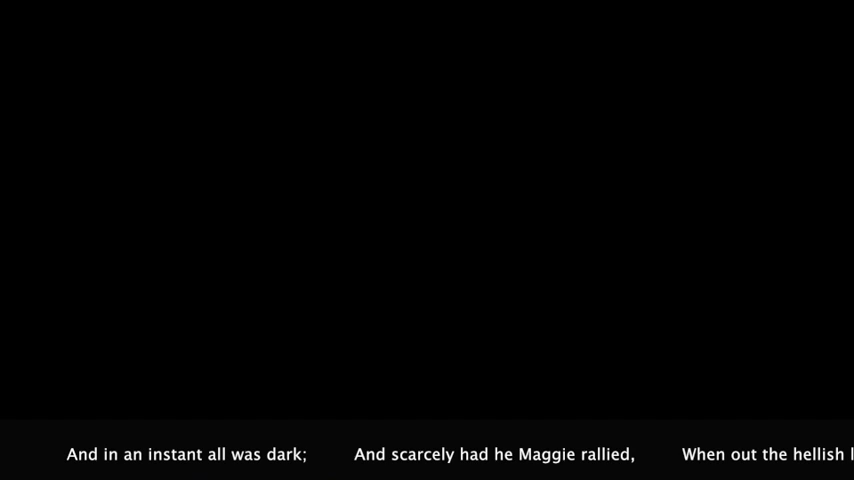 And in an instant all was dark; And scarcely had he Maggie rallied, When out the hellish